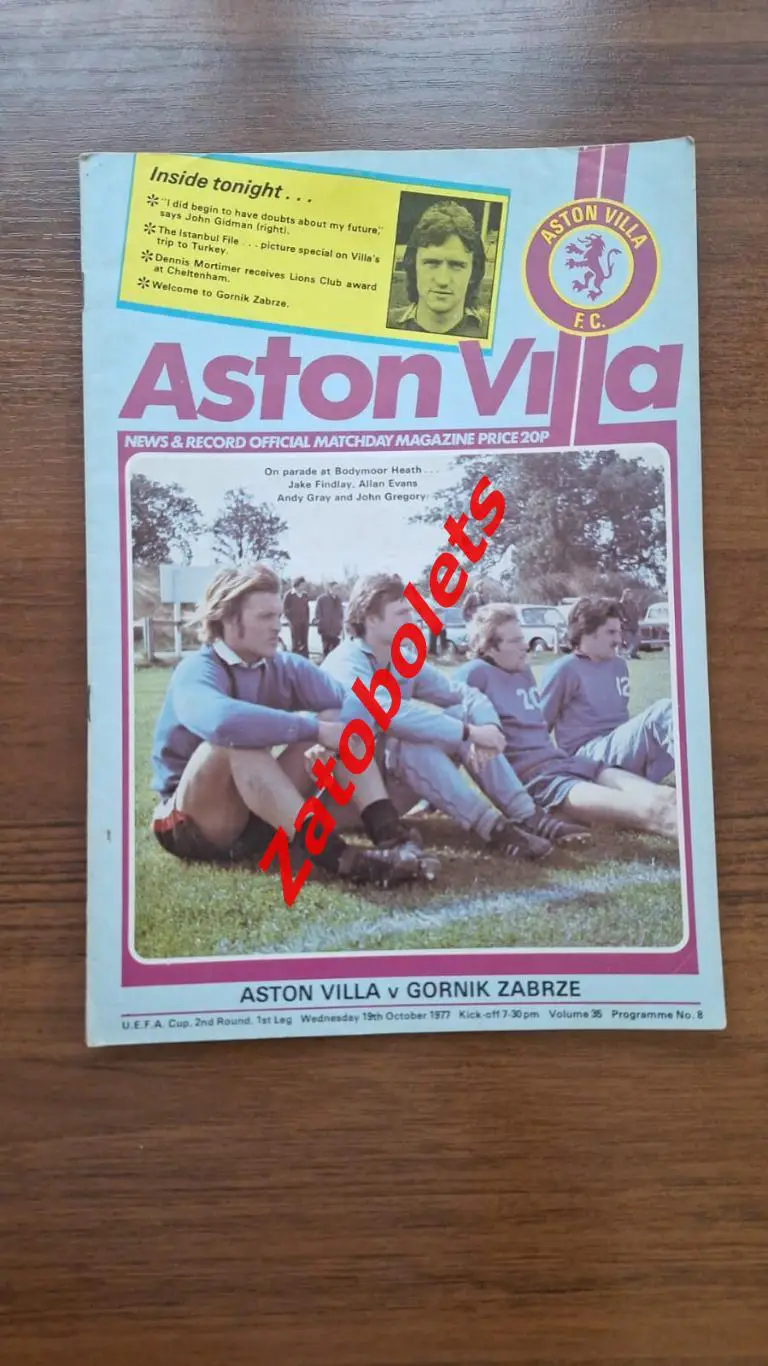 Inside tonight . . .
✻ "I did begin to have doubts about my future,"
says John Gidman (right).
✻ The Istanbul File . . . picture special on Villa's
trip to Turkey.
✻ Dennis Mortimer receives Lions Club award
at Cheltenham.
✻ Welcome to Gornik Zabrze.
ASTON VILLA
F.C.
Aston Villa
NEWS & RECORD OFFICIAL MATCHDAY MAGAZINE PRICE 20P
On parade at Bodymoor Heath . . .
Jake Findlay, Allan Evans
Andy Gray and John Gregory.
20
12
Zatobolets
ASTON VILLA v GORNIK ZABRZE
U.E.F.A. Cup, 2nd Round, 1st Leg Wednesday 19th October 1977 Kick-off 7-30pm Volume 35 Programme No. 8